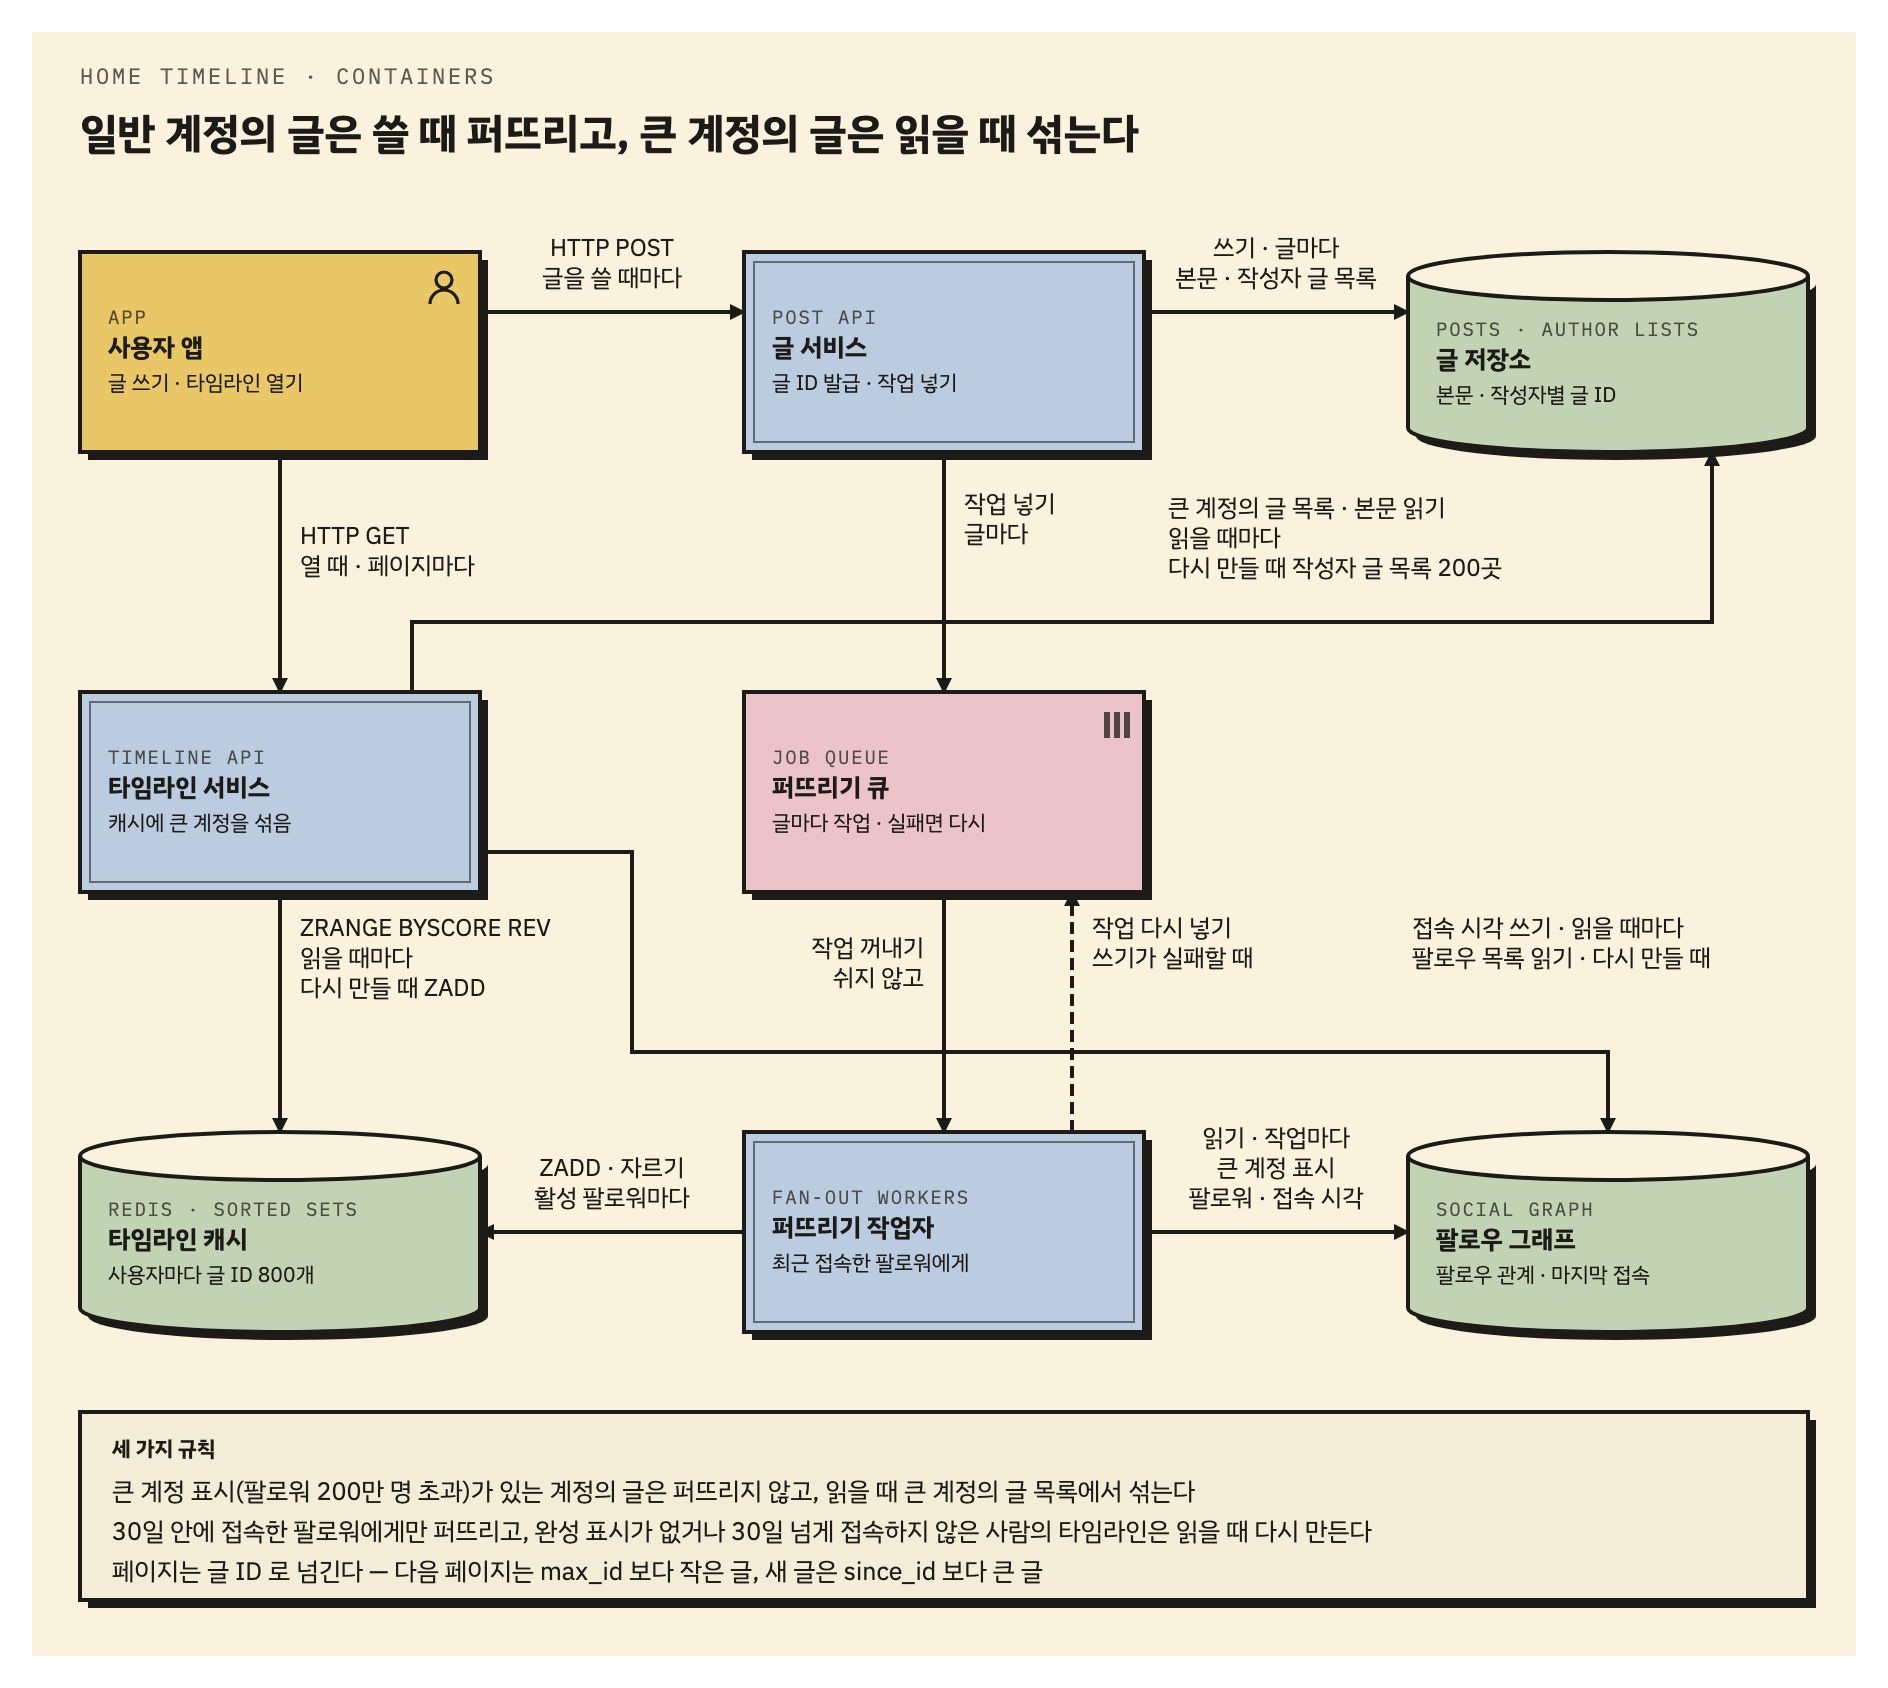 HOME TIMELINE · CONTAINERS
일반 계정의 글은 쓸 때 퍼뜨리고, 큰 계정의 글은 읽을 때 섞는다
APP
사용자 앱
글 쓰기 · 타임라인 열기
HTTP POST
글을 쓸 때마다
POST API
글 서비스
글 ID 발급 · 작업 넣기
쓰기 · 글마다
본문 · 작성자 글 목록
POSTS · AUTHOR LISTS
글 저장소
본문 · 작성자별 글 ID
HTTP GET
열 때 · 페이지마다
작업 넣기
글마다
큰 계정의 글 목록 · 본문 읽기
읽을 때마다
다시 만들 때 작성자 글 목록 200곳
TIMELINE API
타임라인 서비스
캐시에 큰 계정을 섞음
JOB QUEUE
퍼뜨리기 큐
글마다 작업 · 실패면 다시
ZRANGE BYSCORE REV
읽을 때마다
다시 만들 때 ZADD
작업 꺼내기
쉬지 않고
작업 다시 넣기
쓰기가 실패할 때
접속 시각 쓰기 · 읽을 때마다
팔로우 목록 읽기 · 다시 만들 때
REDIS · SORTED SETS
타임라인 캐시
사용자마다 글 ID 800개
ZADD · 자르기
활성 팔로워마다
FAN-OUT WORKERS
퍼뜨리기 작업자
최근 접속한 팔로워에게
읽기 · 작업마다
큰 계정 표시
팔로워 · 접속 시각
SOCIAL GRAPH
팔로우 그래프
팔로우 관계 · 마지막 접속
세 가지 규칙
큰 계정 표시(팔로워 200만 명 초과)가 있는 계정의 글은 퍼뜨리지 않고, 읽을 때 큰 계정의 글 목록에서 섞는다
30일 안에 접속한 팔로워에게만 퍼뜨리고, 완성 표시가 없거나 30일 넘게 접속하지 않은 사람의 타임라인은 읽을 때 다시 만든다
페이지는 글 ID 로 넘긴다 — 다음 페이지는 max_id 보다 작은 글, 새 글은 since_id 보다 큰 글